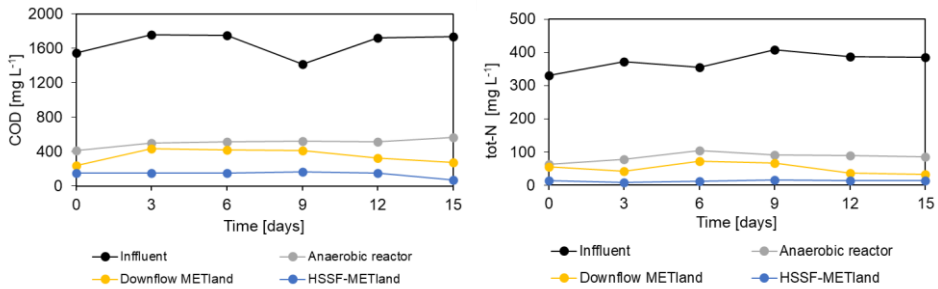 2000
1600
1200
800
400
0
COD [mg L-1]
0 3 6 9 12 15
Time [days]
Inffluent
Anaerobic reactor
Downflow METland
HSSF-METland
500
400
300
200
100
0
tot-N [mg L-1]
0 3 6 9 12 15
Time [days]
Inffluent
Anaerobic reactor
Downflow METland
HSSF-METland